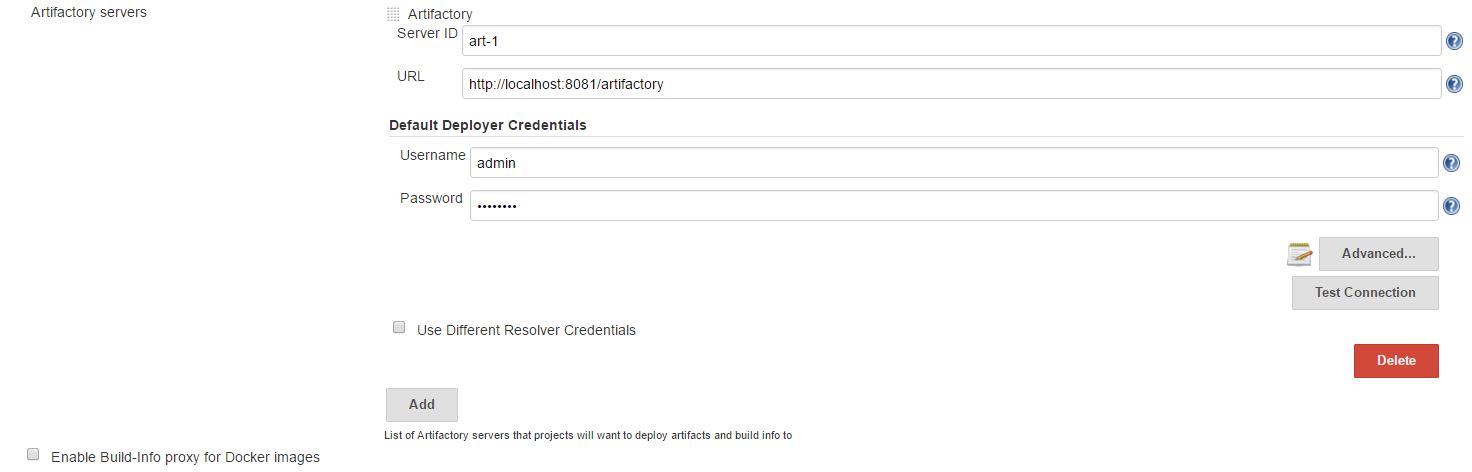 Artifactory servers
Artifactory
Server ID
art-1
URL
http://localhost:8081/artifactory
Default Deployer Credentials
Username
admin
Password
••••••••
Advanced...
Test Connection
Use Different Resolver Credentials
Delete
Add
List of Artifactory servers that projects will want to deploy artifacts and build info to
Enable Build-Info proxy for Docker images